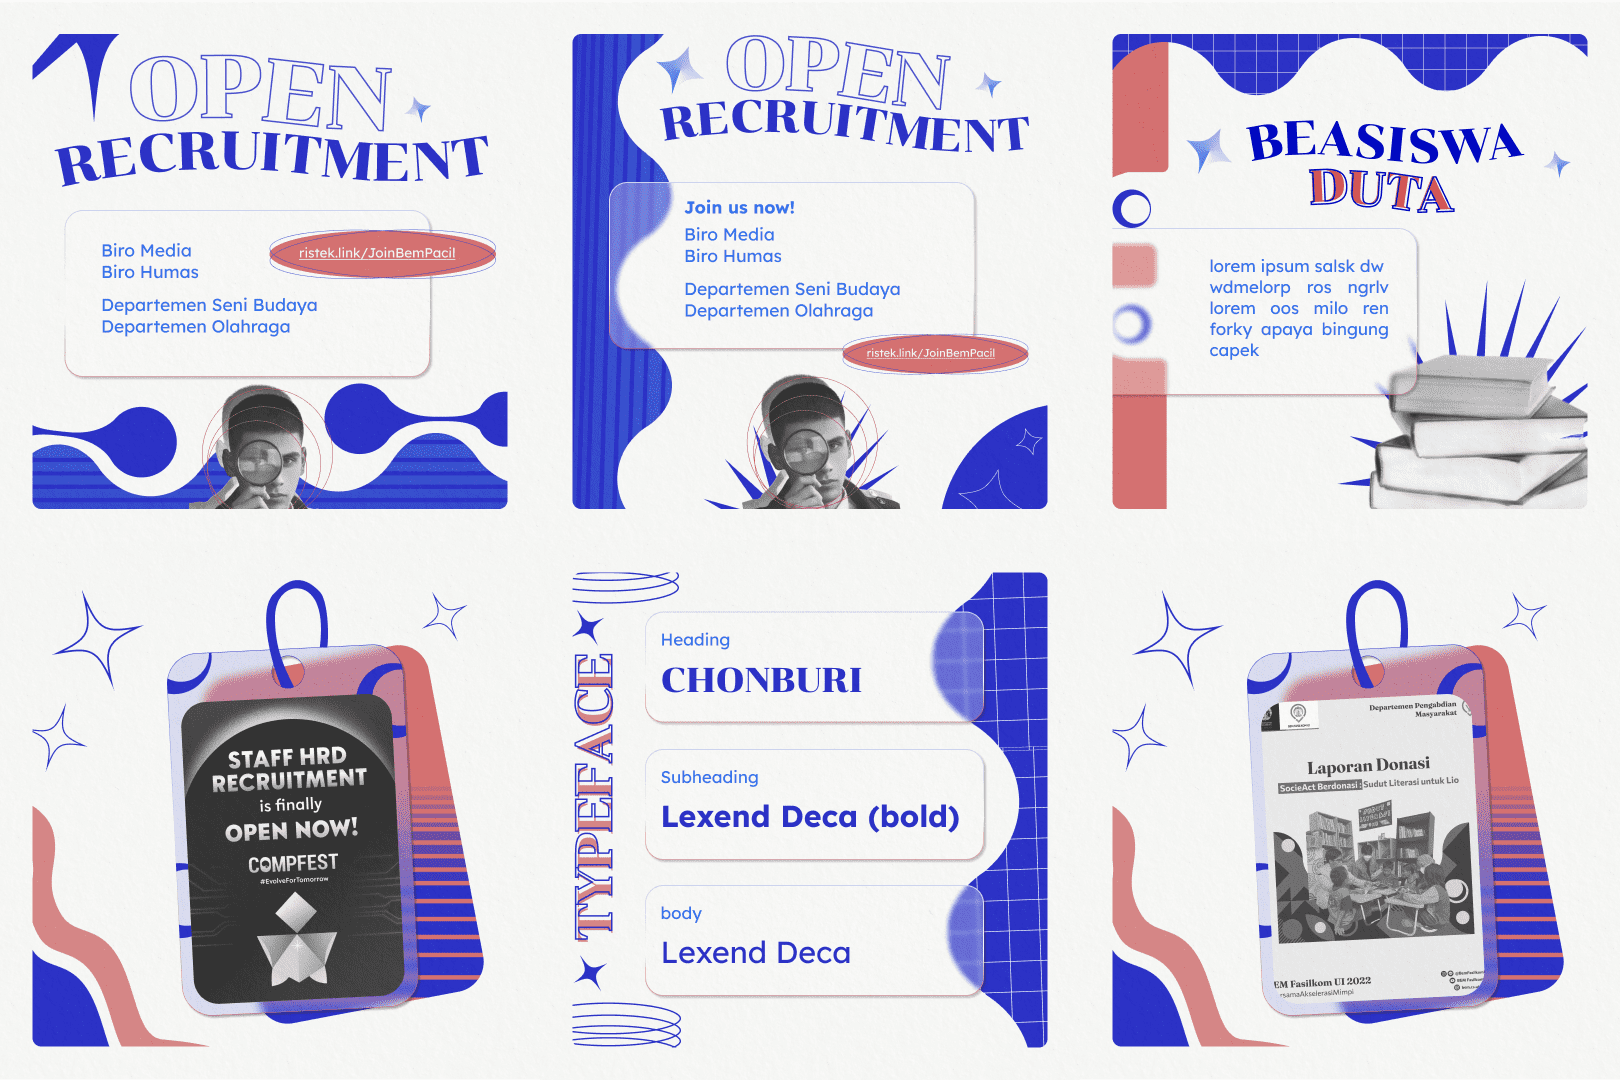 OPEN
RECRUITMENT
Biro Media
Biro Humas
ristek.link/JoinBemPacil
Departemen Seni Budaya
Departemen Olahraga
OPEN
RECRUITMENT
Join us now!
Biro Media
Biro Humas
Departemen Seni Budaya
Departemen Olahraga
ristek.link/JoinBemPacil
BEASISWA
DUTA
lorem ipsum salsk dw
wdmelorp ros ngrlv
lorem oos milo ren
forky apaya bingung
capek
STAFF HRD
RECRUITMENT
is finally
OPEN NOW!
COMPFEST
#EvolveForTomorrow
TYPEFACE
Heading
CHONBURI
Subheading
Lexend Deca (bold)
body
Lexend Deca
Departemen Pengabdian
Masyarakat
Laporan Donasi
SocieAct Berdonasi : Sudut Literasi untuk Lio
EM Fasilkom UI 2022
rsamaAkselerasiMimpi